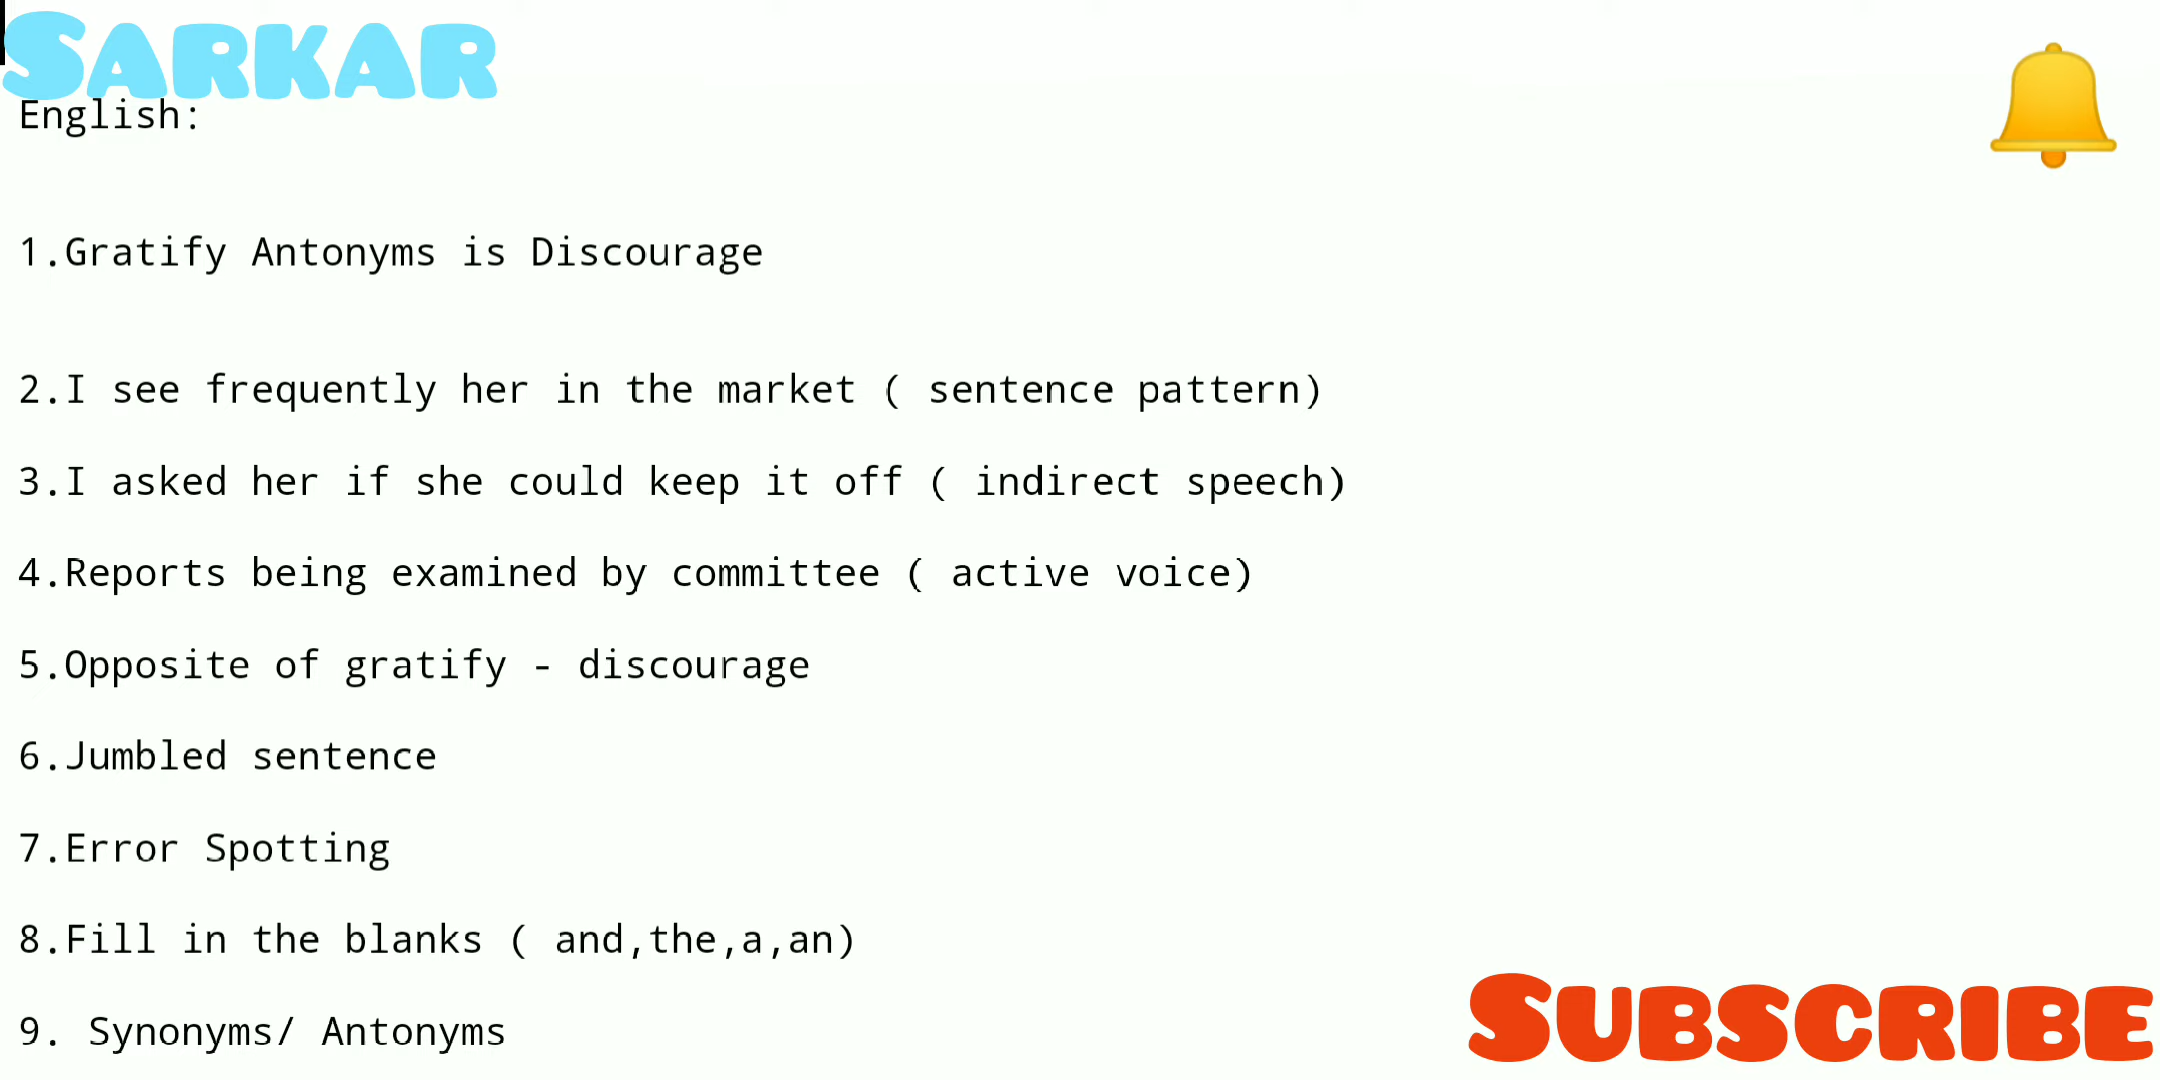 SARKAR
English:
1.Gratify Antonyms is Discourage
2.I see frequently her in the market ( sentence pattern)
3.I asked her if she could keep it off ( indirect speech)
4.Reports being examined by committee ( active voice)
5.Opposite of gratify - discourage
6.Jumbled sentence
7.Error Spotting
8.Fill in the blanks ( and,the,a,an)
9. Synonyms/ Antonyms
SUBSCRIBE